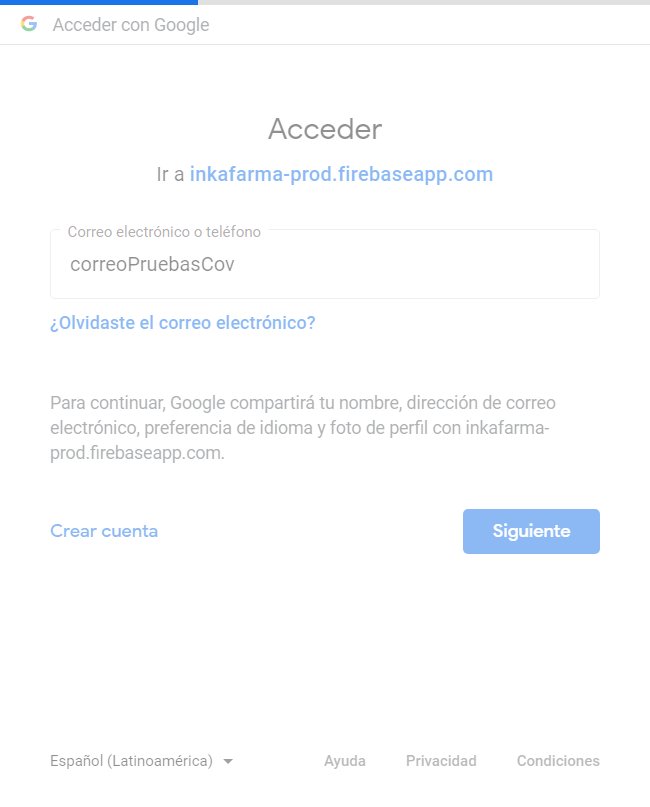 Acceder con Google
Acceder
Ir a inkafarma-prod.firebaseapp.com
Correo electrónico o teléfono
correoPruebasCov
¿Olvidaste el correo electrónico?
Para continuar, Google compartirá tu nombre, dirección de correo
electrónico, preferencia de idioma y foto de perfil con inkafarma-
prod.firebaseapp.com.
Crear cuenta
Siguiente
Español (Latinoamérica)
Ayuda
Privacidad
Condiciones